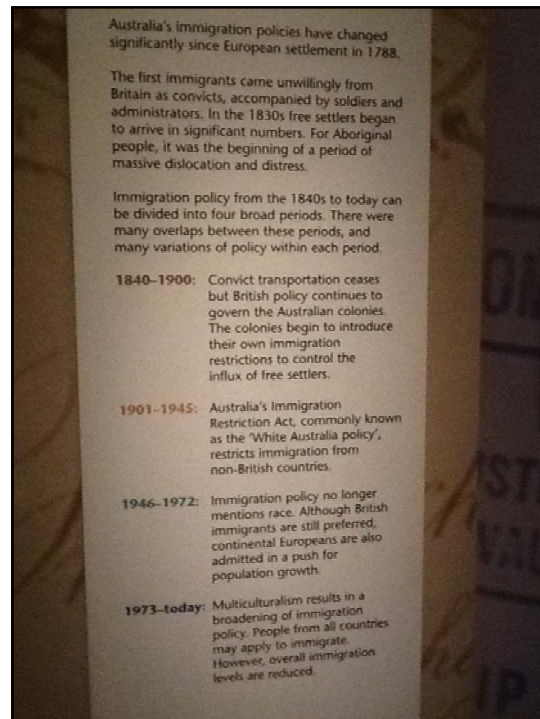 Australia's immigration policies have changed
significantly since European settlement in 1788.
The first immigrants came unwillingly from
Britain as convicts, accompanied by soldiers and
administrators. In the 1830s free settlers began
to arrive in significant numbers. For Aboriginal
people, it was the beginning of a period of
massive dislocation and distress.
Immigration policy from the 1840s to today can
be divided into four broad periods. There were
many overlaps between these periods, and
many variations of policy within each period.
1840–1900: Convict transportation ceases
but British policy continues to
govern the Australian colonies.
The colonies begin to introduce
their own immigration
restrictions to control the
influx of free settlers.
1901–1945: Australia's Immigration
Restriction Act, commonly known
as the 'White Australia policy',
restricts immigration from
non-British countries.
1946–1972: Immigration policy no longer
mentions race. Although British
immigrants are still preferred,
continental Europeans are also
admitted in a push for
population growth.
1973–today: Multiculturalism results in a
broadening of immigration
policy. People from all countries
may apply to immigrate.
However, overall immigration
levels are reduced.